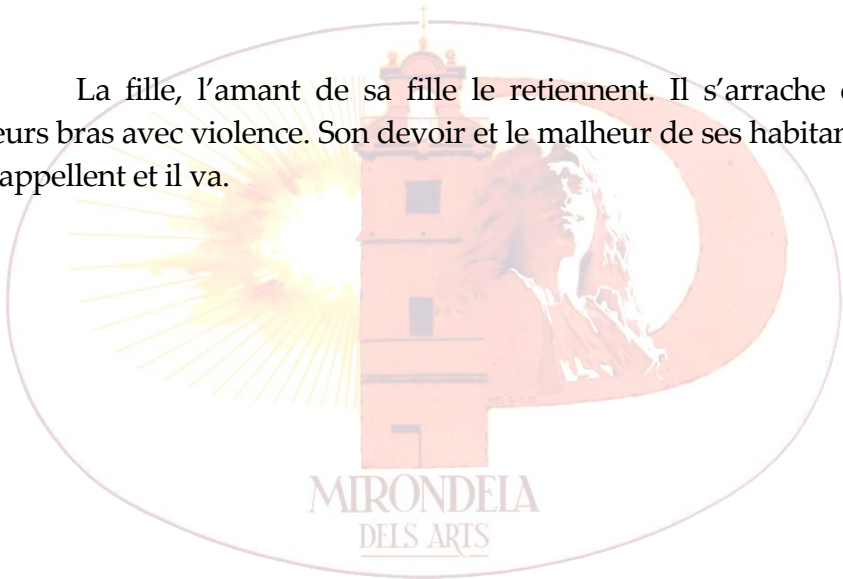 La fille, l’amant de sa fille le retiennent. Il s’arrache
eurs bras avec violence. Son devoir et le malheur de ses habitan
appellent et il va.
MIRONDELA
DELS ARTS